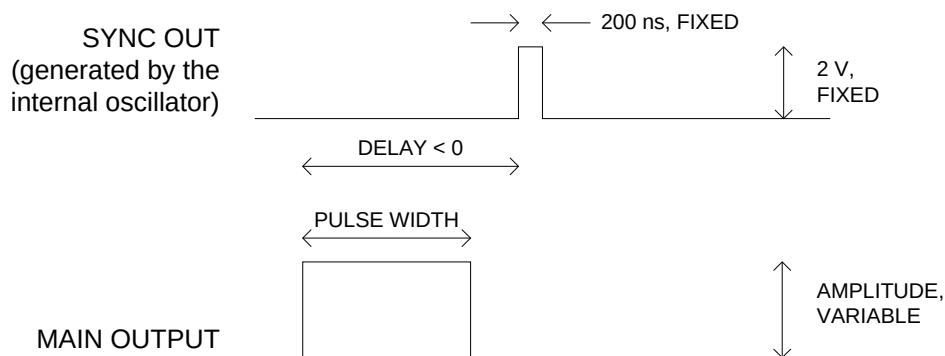 200 ns, FIXED
SYNC OUT
(generated by the
internal oscillator)
2 V,
FIXED
DELAY < 0
PULSE WIDTH
AMPLITUDE,
VARIABLE
MAIN OUTPUT